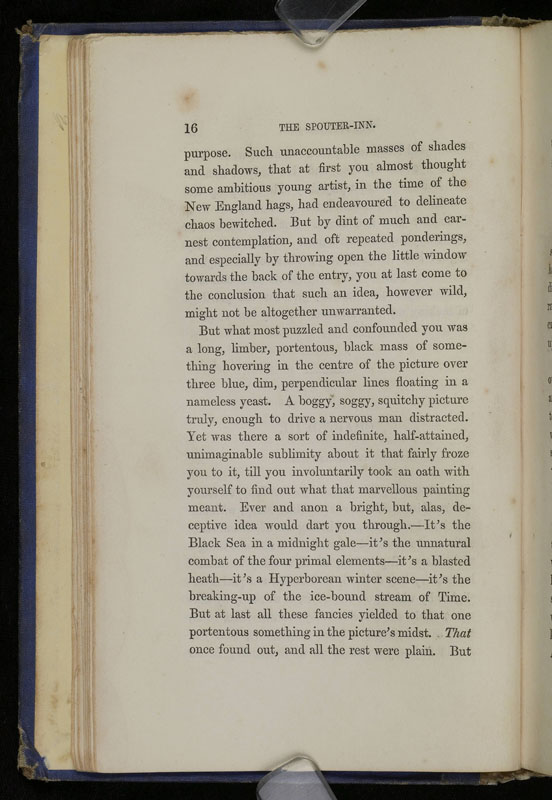 16 THE SPOUTER-INN.
purpose. Such unaccountable masses of shades
and shadows, that at first you almost thought
some ambitious young artist, in the time of the
New England hags, had endeavoured to delineate
chaos bewitched. But by dint of much and ear-
nest contemplation, and oft repeated ponderings,
and especially by throwing open the little window
towards the back of the entry, you at last come to
the conclusion that such an idea, however wild,
might not be altogether unwarranted.
But what most puzzled and confounded you was
a long, limber, portentous, black mass of some-
thing hovering in the centre of the picture over
three blue, dim, perpendicular lines floating in a
nameless yeast. A boggy, soggy, squitchy picture
truly, enough to drive a nervous man distracted.
Yet was there a sort of indefinite, half-attained,
unimaginable sublimity about it that fairly froze
you to it, till you involuntarily took an oath with
yourself to find out what that marvellous painting
meant. Ever and anon a bright, but, alas, de-
ceptive idea would dart you through.—It's the
Black Sea in a midnight gale—it's the unnatural
combat of the four primal elements—it's a blasted
heath—it's a Hyperborean winter scene—it's the
breaking-up of the ice-bound stream of Time.
But at last all these fancies yielded to that one
portentous something in the picture's midst. That
once found out, and all the rest were plain. But